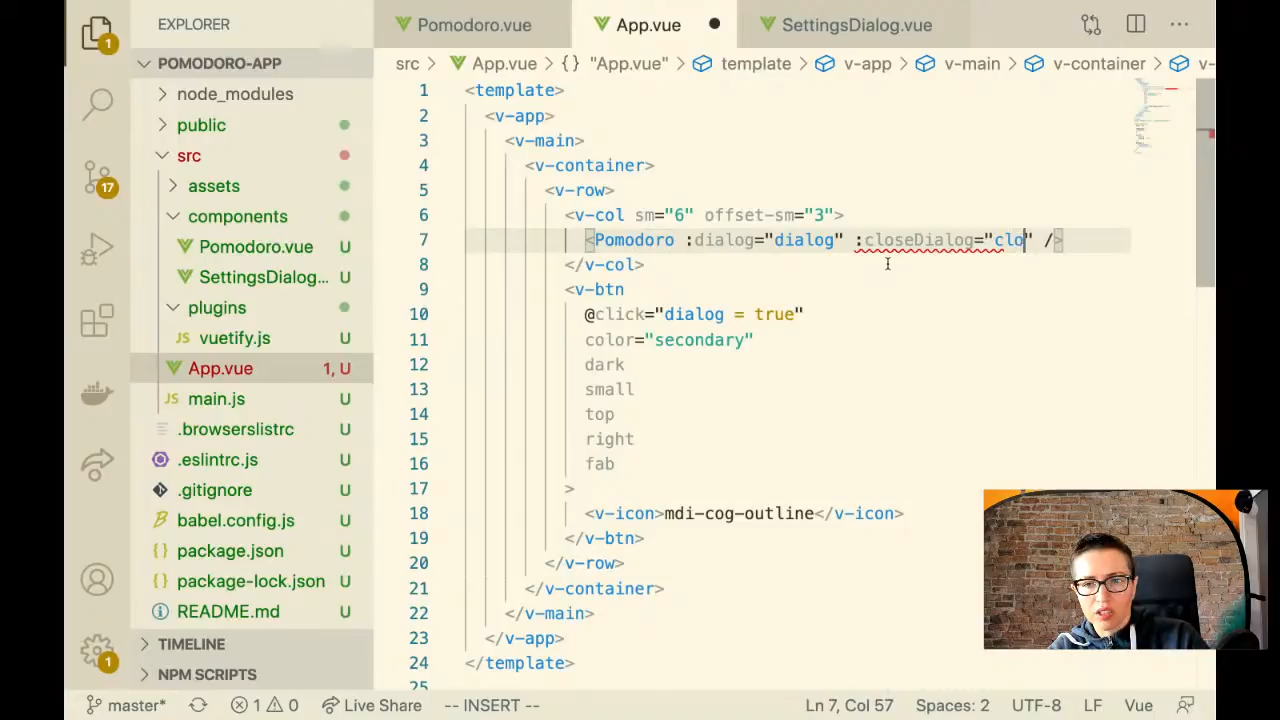 EXPLORER
Pomodoro.vue
App.vue
SettingsDialog.vue
POMODORO-APP
src
App.vue
{} "App.vue"
template
v-app
v-main
v-container
v-
node_modules
public
src
assets
components
Pomodoro.vue U
SettingsDialog... U
plugins
vuetify.js U
App.vue 1, U
main.js U
.browserslistrc U
.eslintrc.js U
.gitignore U
babel.config.js U
package.json U
package-lock.json U
README.md U
TIMELINE
NPM SCRIPTS
1
17
1
1 <template>
2 <v-app>
3 <v-main>
4 <v-container>
5 <v-row>
6 <v-col sm="6" offset-sm="3">
7 <Pomodoro :dialog="dialog" :closeDialog="clo" />
8 </v-col>
9 <v-btn
10 @click="dialog = true"
11 color="secondary"
12 dark
13 small
14 top
15 right
16 fab
17 >
18 <v-icon>mdi-cog-outline</v-icon>
19 </v-btn>
20 </v-row>
21 </v-container>
22 </v-main>
23 </v-app>
24 </template>
25
master* 1 0 Live Share -- INSERT -- Ln 7, Col 57 Spaces: 2 UTF-8 LF Vue